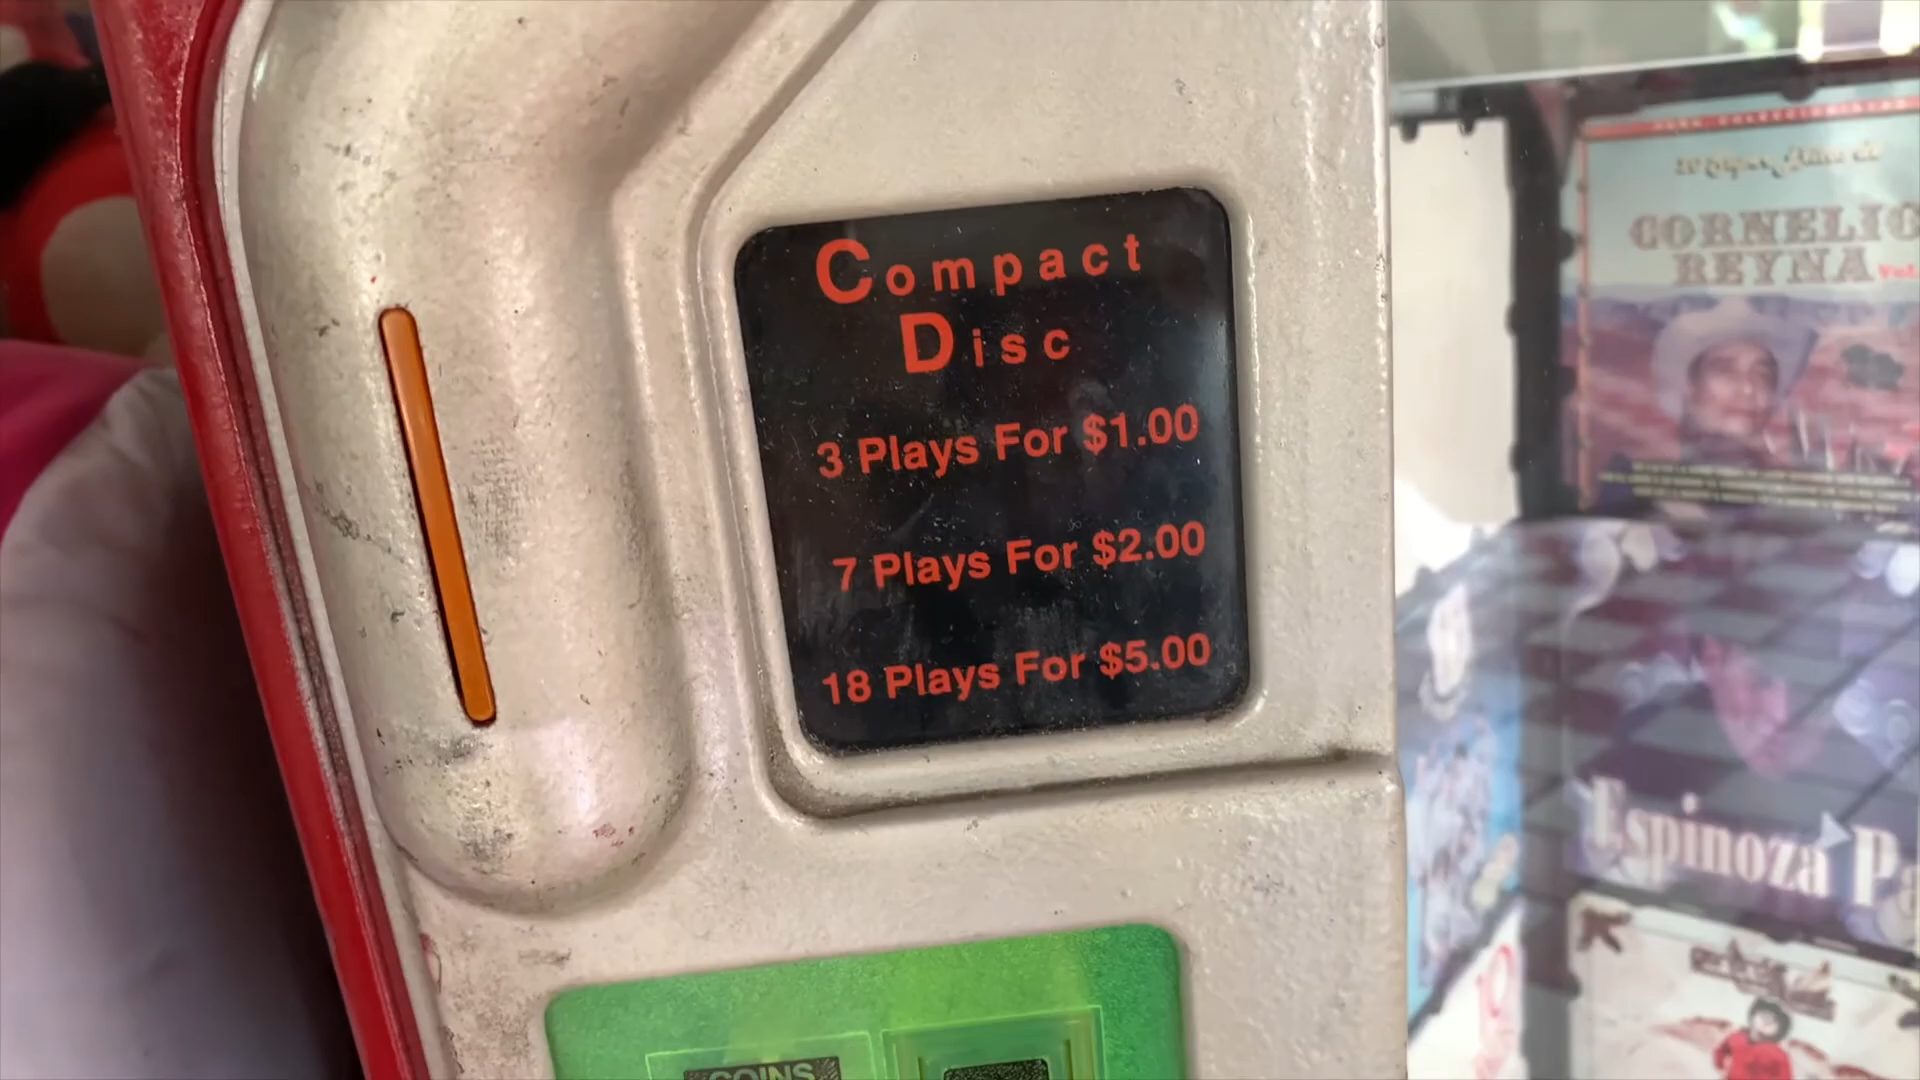 Compact
Disc
3 Plays For $1.00
7 Plays For $2.00
18 Plays For $5.00
COINS
CORNELIO
REYNA Vol.
Espinoza